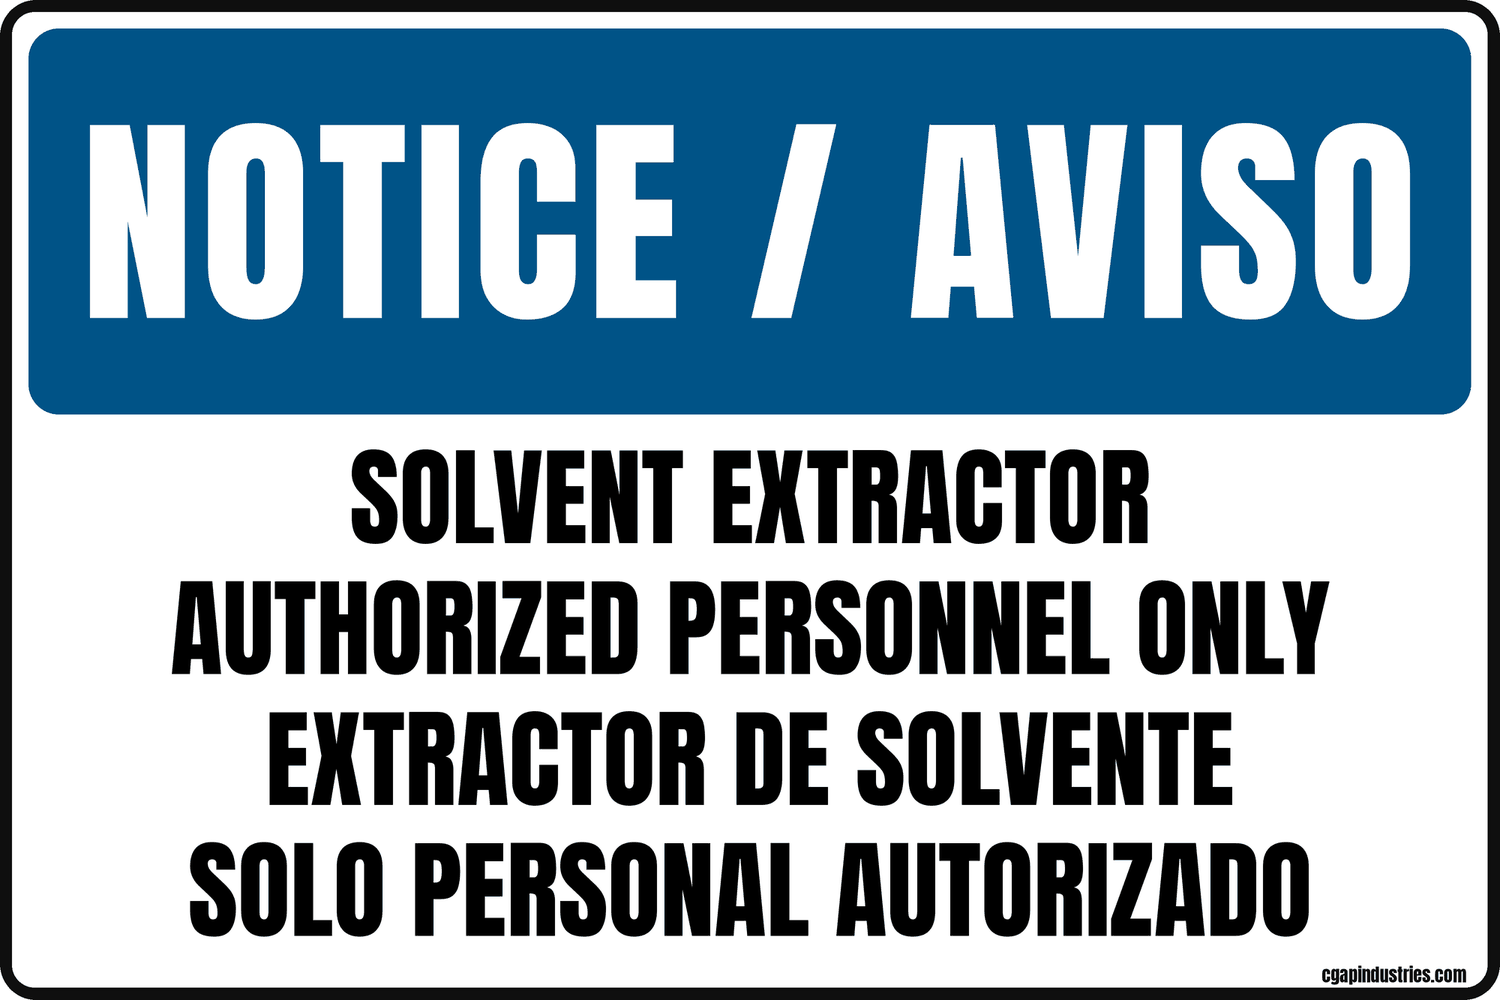 NOTICE / AVISO
SOLVENT EXTRACTOR
AUTHORIZED PERSONNEL ONLY
EXTRACTOR DE SOLVENTE
SOLO PERSONAL AUTORIZADO
cgapindustries.com